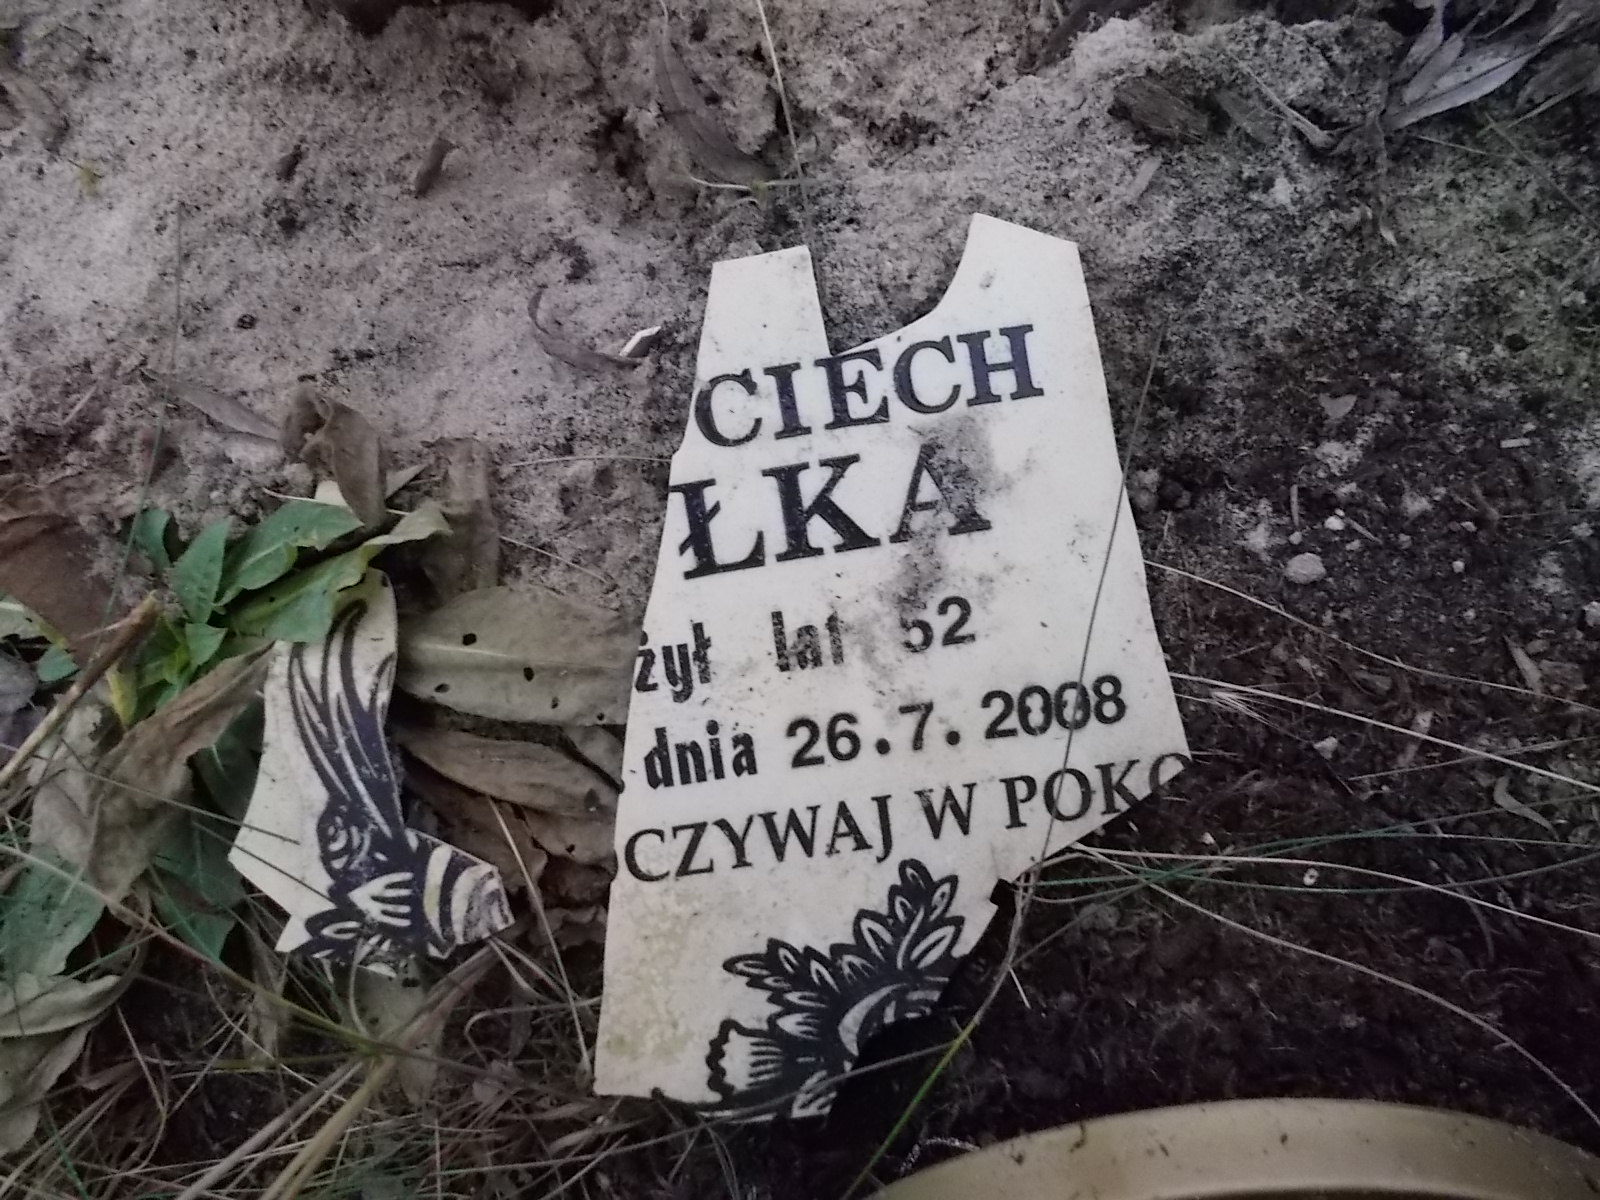 CIECH
ŁKA
żył lat 52
. dnia 26.7.2008
CZYWAJ W POKO